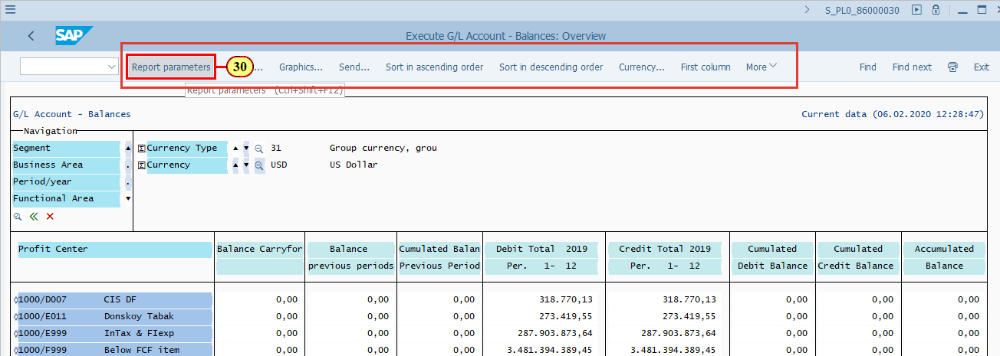 S_PL0_86000030
SAP Execute G/L Account - Balances: Overview
Report parameters 30 ... Graphics... Send... Sort in ascending order Sort in descending order Currency... First column More Find Find next Exit
Report parameters (Ctrl+Shift+F12)
G/L Account - Balances Current data (06.02.2020 12:28:47)
Navigation
Segment Currency Type 31 Group currency, grou
Business Area Currency USD US Dollar
Period/year
Functional Area
Profit Center Balance Carryfor Balance Cumulated Balan Debit Total 2019 Credit Total 2019 Cumulated Cumulated Accumulated
previous periods Previous Period Per. 1- 12 Per. 1- 12 Debit Balance Credit Balance Balance
1000/D007 CIS DF 0,00 0,00 0,00 318.770,13 318.770,13 0,00 0,00 0,00
1000/E011 Donskoy Tabak 0,00 0,00 0,00 273.419,55 273.419,55 0,00 0,00 0,00
1000/E999 InTax & FIexp 0,00 0,00 0,00 287.903.873,64 287.903.873,64 0,00 0,00 0,00
1000/F999 Below FCF item 0,00 0,00 0,00 3.481.394.389,45 3.481.394.389,45 0,00 0,00 0,00